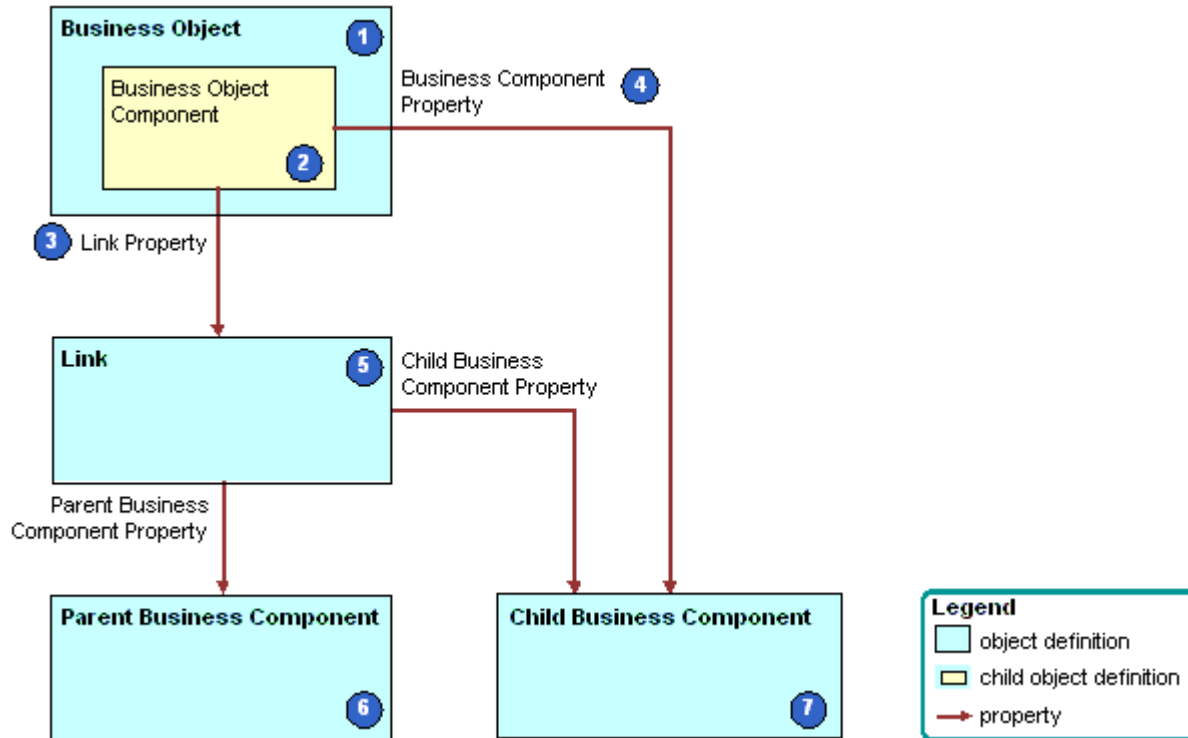 Business Object
1
Business Object
Component
2
Business Component
Property
4
3
Link Property
Link
5
Child Business
Component Property
Parent Business
Component Property
Parent Business Component
6
Child Business Component
7
Legend
object definition
child object definition
property